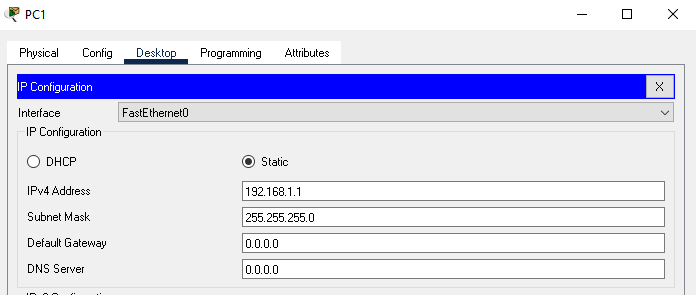 PC1
Physical Config Desktop Programming Attributes
IP Configuration X
Interface FastEthernet0
IP Configuration
DHCP Static
IPv4 Address 192.168.1.1
Subnet Mask 255.255.255.0
Default Gateway 0.0.0.0
DNS Server 0.0.0.0